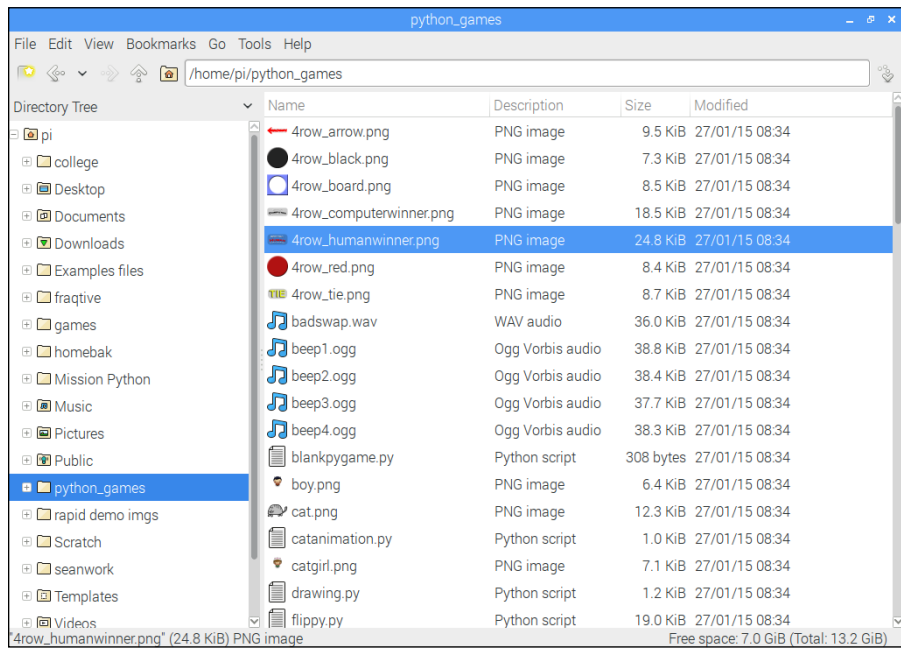 python_games
File Edit View Bookmarks Go Tools Help
/home/pi/python_games
Directory Tree
pi
college
Desktop
Documents
Downloads
Examples files
fraqtive
games
homebak
Mission Python
Music
Pictures
Public
python_games
rapid demo imgs
Scratch
seanwork
Templates
Videos
Name Description Size Modified
4row_arrow.png PNG image 9.5 KiB 27/01/15 08:34
4row_black.png PNG image 7.3 KiB 27/01/15 08:34
4row_board.png PNG image 8.5 KiB 27/01/15 08:34
4row_computerwinner.png PNG image 18.5 KiB 27/01/15 08:34
4row_humanwinner.png PNG image 24.8 KiB 27/01/15 08:34
4row_red.png PNG image 8.4 KiB 27/01/15 08:34
TIE 4row_tie.png PNG image 8.7 KiB 27/01/15 08:34
badswap.wav WAV audio 36.0 KiB 27/01/15 08:34
beep1.ogg Ogg Vorbis audio 38.8 KiB 27/01/15 08:34
beep2.ogg Ogg Vorbis audio 38.4 KiB 27/01/15 08:34
beep3.ogg Ogg Vorbis audio 37.7 KiB 27/01/15 08:34
beep4.ogg Ogg Vorbis audio 38.3 KiB 27/01/15 08:34
blankpygame.py Python script 308 bytes 27/01/15 08:34
boy.png PNG image 6.4 KiB 27/01/15 08:34
cat.png PNG image 12.3 KiB 27/01/15 08:34
catanimation.py Python script 1.0 KiB 27/01/15 08:34
catgirl.png PNG image 7.1 KiB 27/01/15 08:34
drawing.py Python script 1.2 KiB 27/01/15 08:34
flippy.py Python script 19.0 KiB 27/01/15 08:34
"4row_humanwinner.png" (24.8 KiB) PNG image Free space: 7.0 GiB (Total: 13.2 GiB)